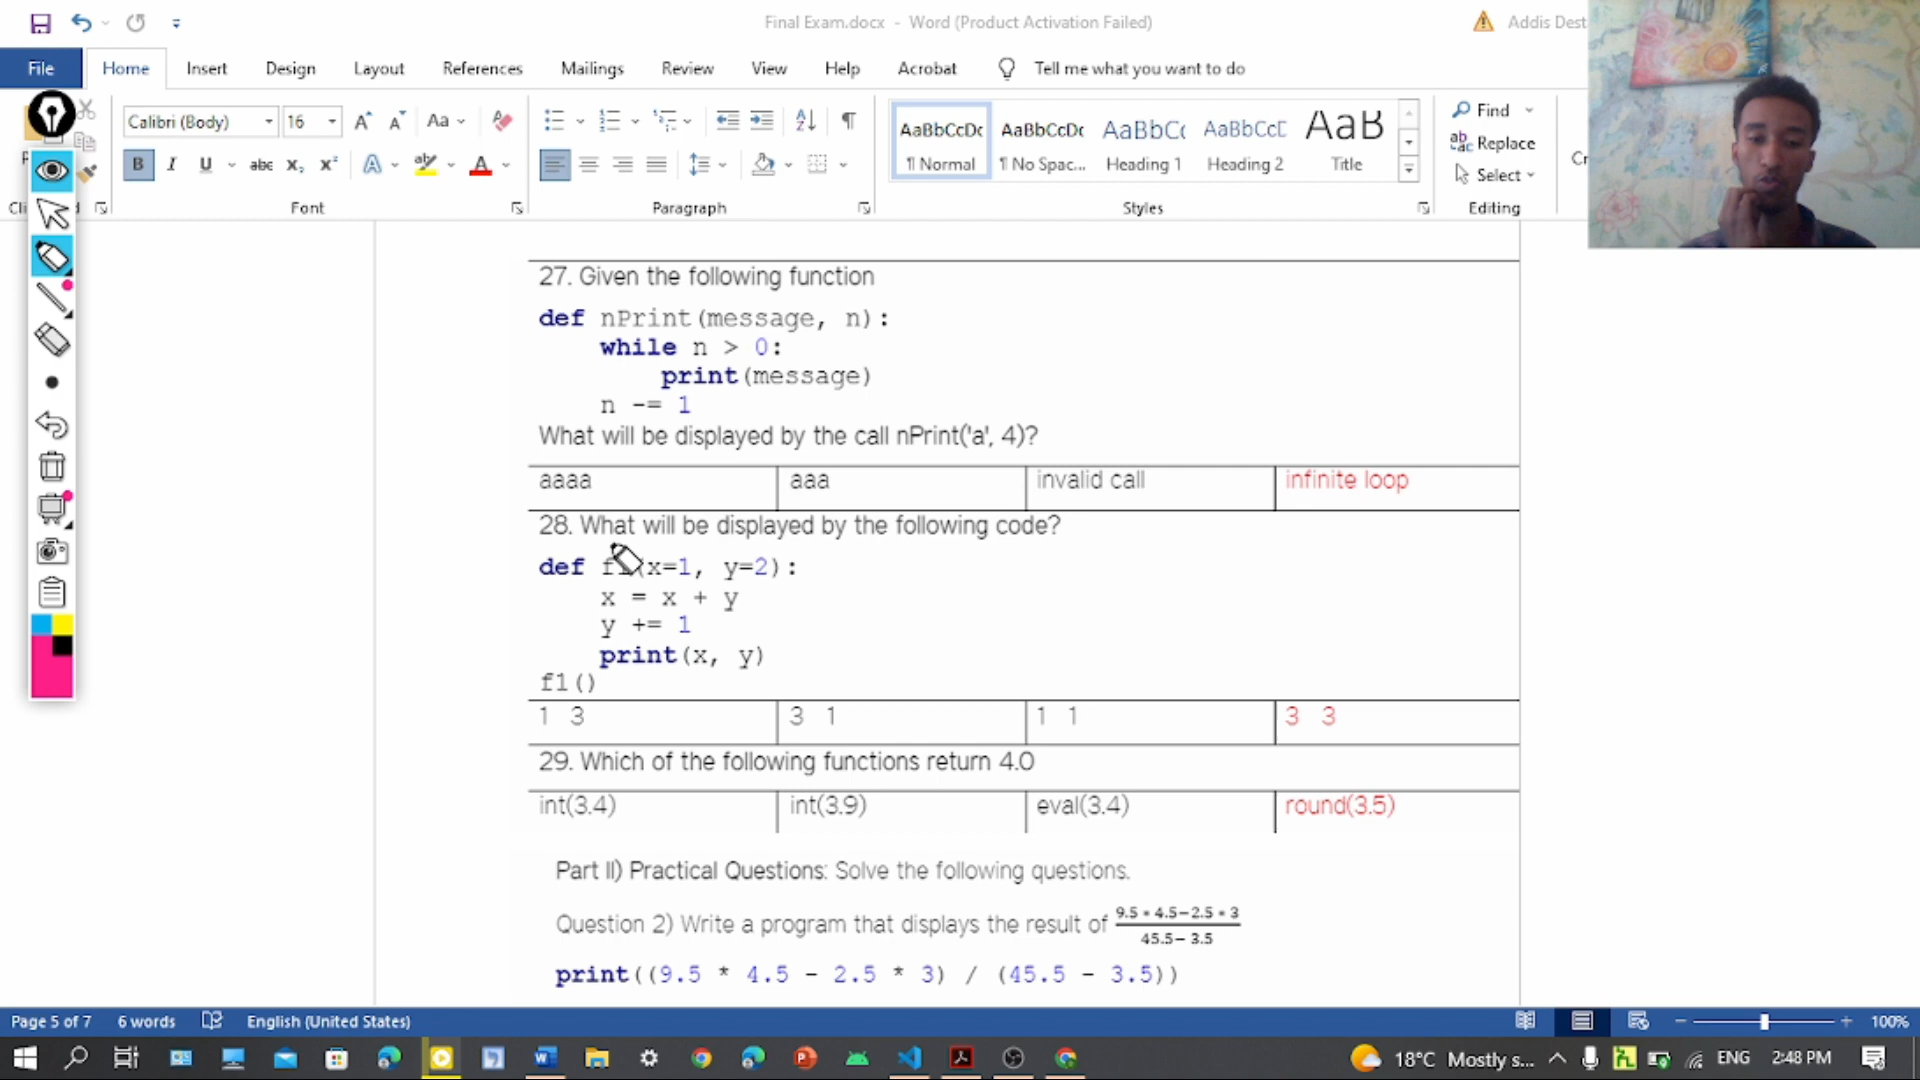 Final Exam.docx - Word (Product Activation Failed)
Addis Dest
File
Home
Insert
Design
Layout
References
Mailings
Review
View
Help
Acrobat
Tell me what you want to do
Calibri (Body)
16
Aa
B I U abc x₂ x²
AaBbCcDc
AaBbCcDc
AaBbC(
AaBbCcC
AaB
¶ Normal
¶ No Spac...
Heading 1
Heading 2
Title
Find
Replace
Select
Font
Paragraph
Styles
Editing
27. Given the following function
def nPrint(message, n):
while n > 0:
print(message)
n -= 1
What will be displayed by the call nPrint('a', 4)?
aaaa
aaa
invalid call
infinite loop
28. What will be displayed by the following code?
def f1(x=1, y=2):
x = x + y
y += 1
print(x, y)
f1()
1 3
3 1
1 1
3 3
29. Which of the following functions return 4.0
int(3.4)
int(3.9)
eval(3.4)
round(3.5)
Part II) Practical Questions: Solve the following questions.
Question 2) Write a program that displays the result of 9.5 * 4.5 - 2.5 * 3
45.5 - 3.5
print((9.5 * 4.5 - 2.5 * 3) / (45.5 - 3.5))
Page 5 of 7
6 words
English (United States)
100%
18°C Mostly s...
ENG
2:48 PM